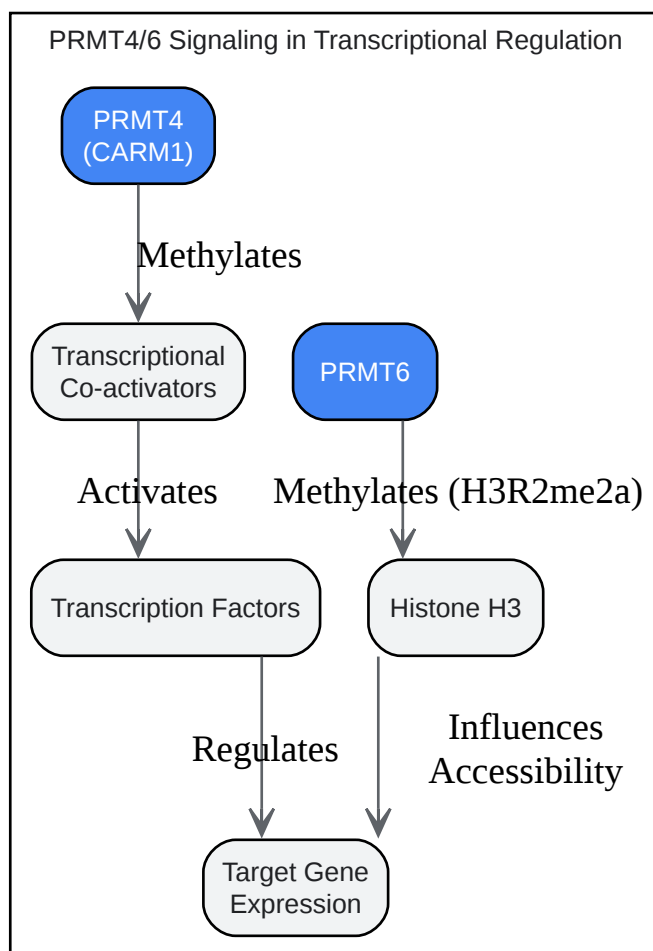 PRMT4/6 Signaling in Transcriptional Regulation
PRMT4
(CARM1)
Methylates
Transcriptional
Co-activators
PRMT6
Activates
Methylates (H3R2me2a)
Transcription Factors
Histone H3
Regulates
Influences
Accessibility
Target Gene
Expression